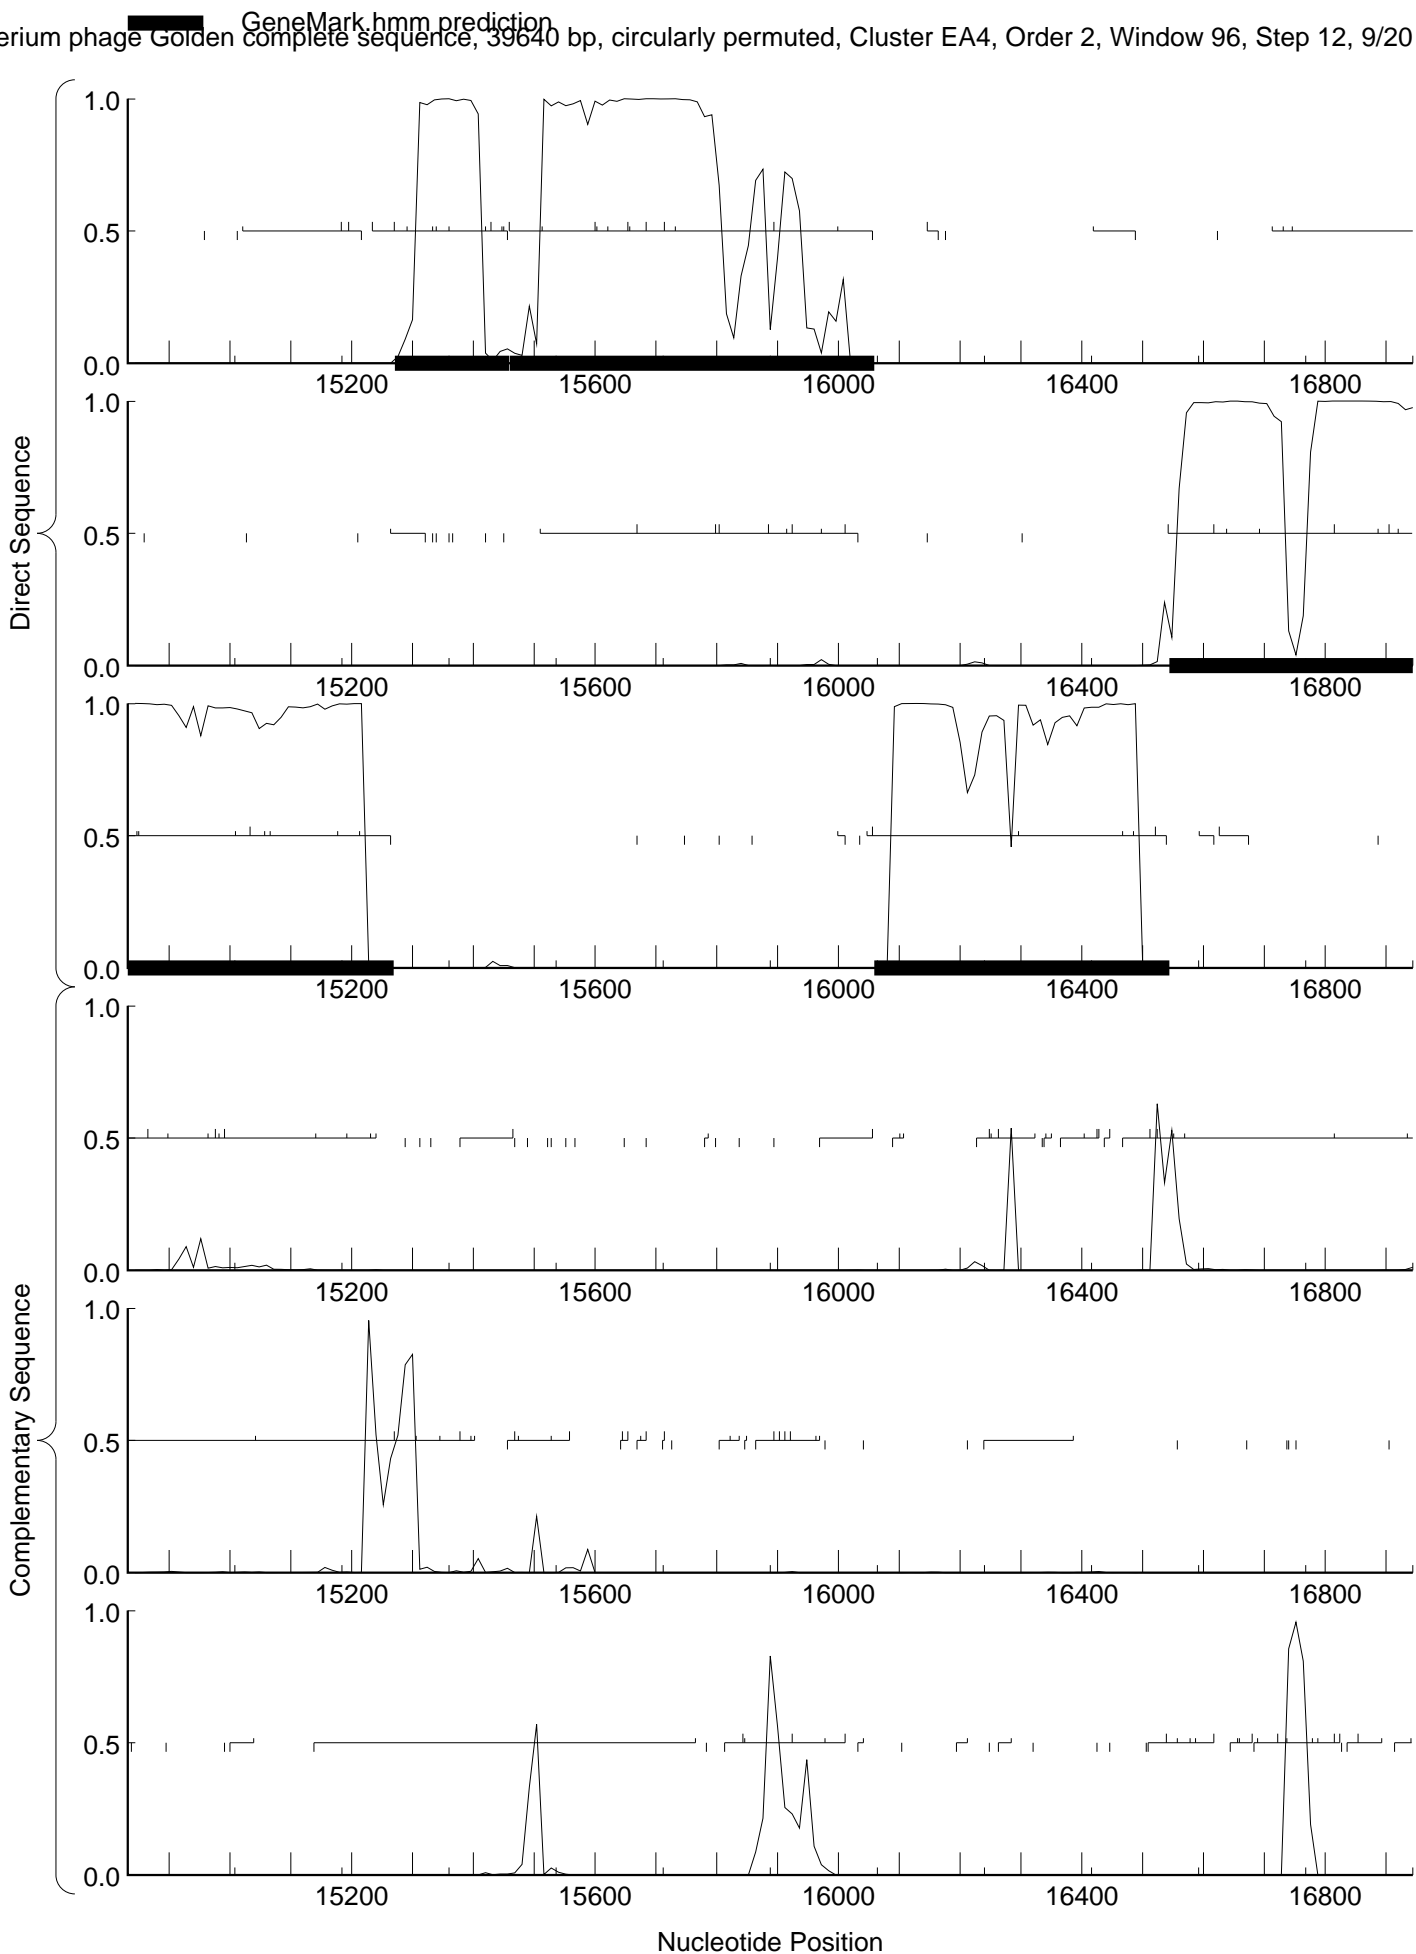 GeneMark.hmm prediction
erium phage Golden complete sequence, 39640 bp, circularly permuted, Cluster EA4, Order 2, Window 96, Step 12, 9/20
1.0
0.5
0.0
15200 15600 16000 16400 16800
1.0
0.5
0.0
15200 15600 16000 16400 16800
1.0
0.5
0.0
15200 15600 16000 16400 16800
Direct Sequence
1.0
0.5
0.0
15200 15600 16000 16400 16800
1.0
0.5
0.0
15200 15600 16000 16400 16800
1.0
0.5
0.0
15200 15600 16000 16400 16800
Complementary Sequence
Nucleotide Position